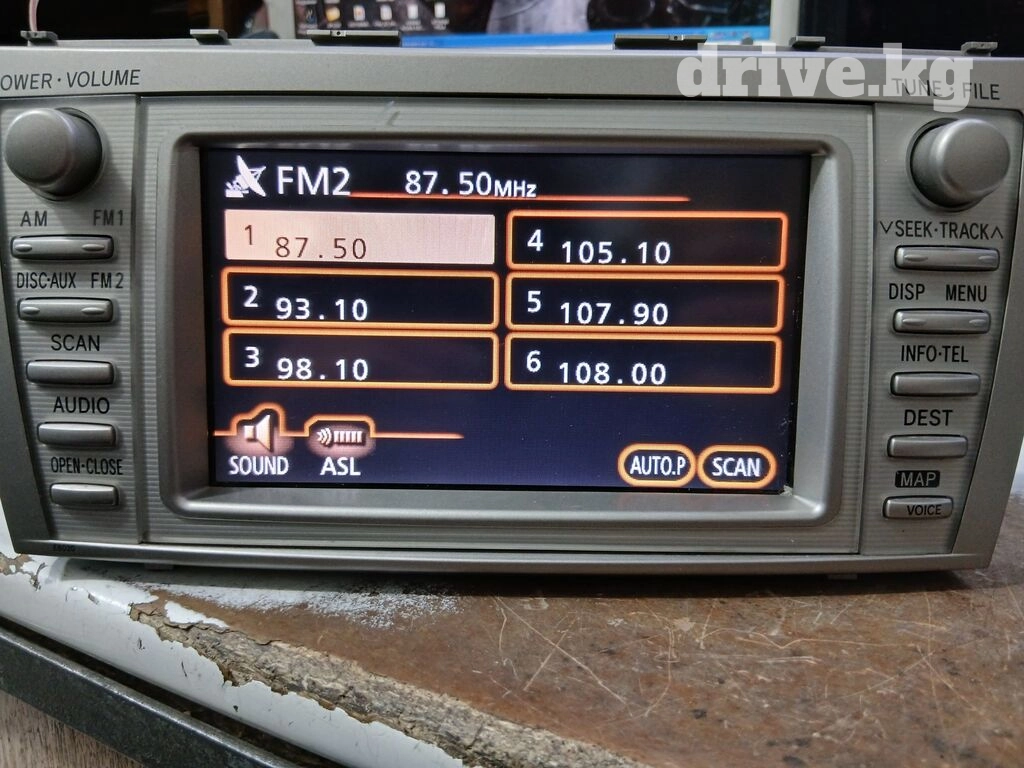 drive.kg
OWER·VOLUME
TUNE·FILE
FM2 87.50MHz
1 87.50
2 93.10
3 98.10
4 105.10
5 107.90
6 108.00
SOUND
ASL
AUTO.P
SCAN
AM FM1
DISC·AUX FM2
SCAN
AUDIO
OPEN·CLOSE
E8020
∨SEEK·TRACK∧
DISP MENU
INFO·TEL
DEST
MAP
VOICE